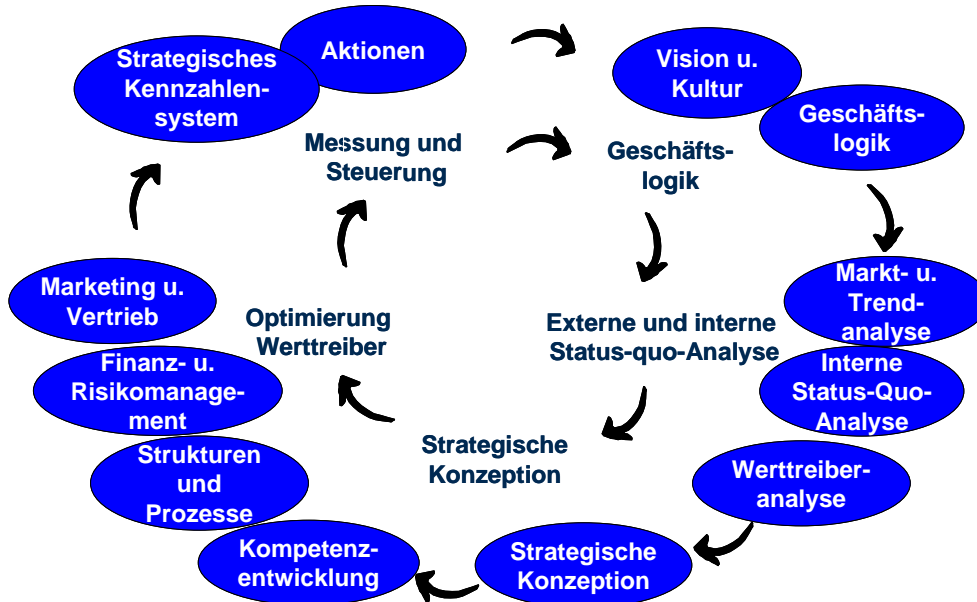 Aktionen
Strategisches
Kennzahlen-
system
Vision u.
Kultur
Geschäfts-
logik
Messung und
Steuerung
Geschäfts-
logik
Marketing u.
Vertrieb
Optimierung
Werttreiber
Externe und interne
Status-quo-Analyse
Markt- u.
Trend-
analyse
Finanz- u.
Risikomanage-
ment
Interne
Status-Quo-
Analyse
Strategische
Konzeption
Strukturen
und
Prozesse
Werttreiber-
analyse
Kompetenz-
entwicklung
Strategische
Konzeption